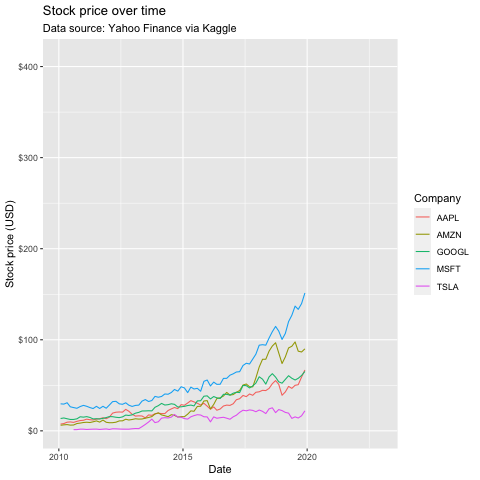 Stock price over time
Data source: Yahoo Finance via Kaggle
$400
$300
$200
$100
$0
Stock price (USD)
2010
2015
2020
Date
Company
AAPL
AMZN
GOOGL
MSFT
TSLA